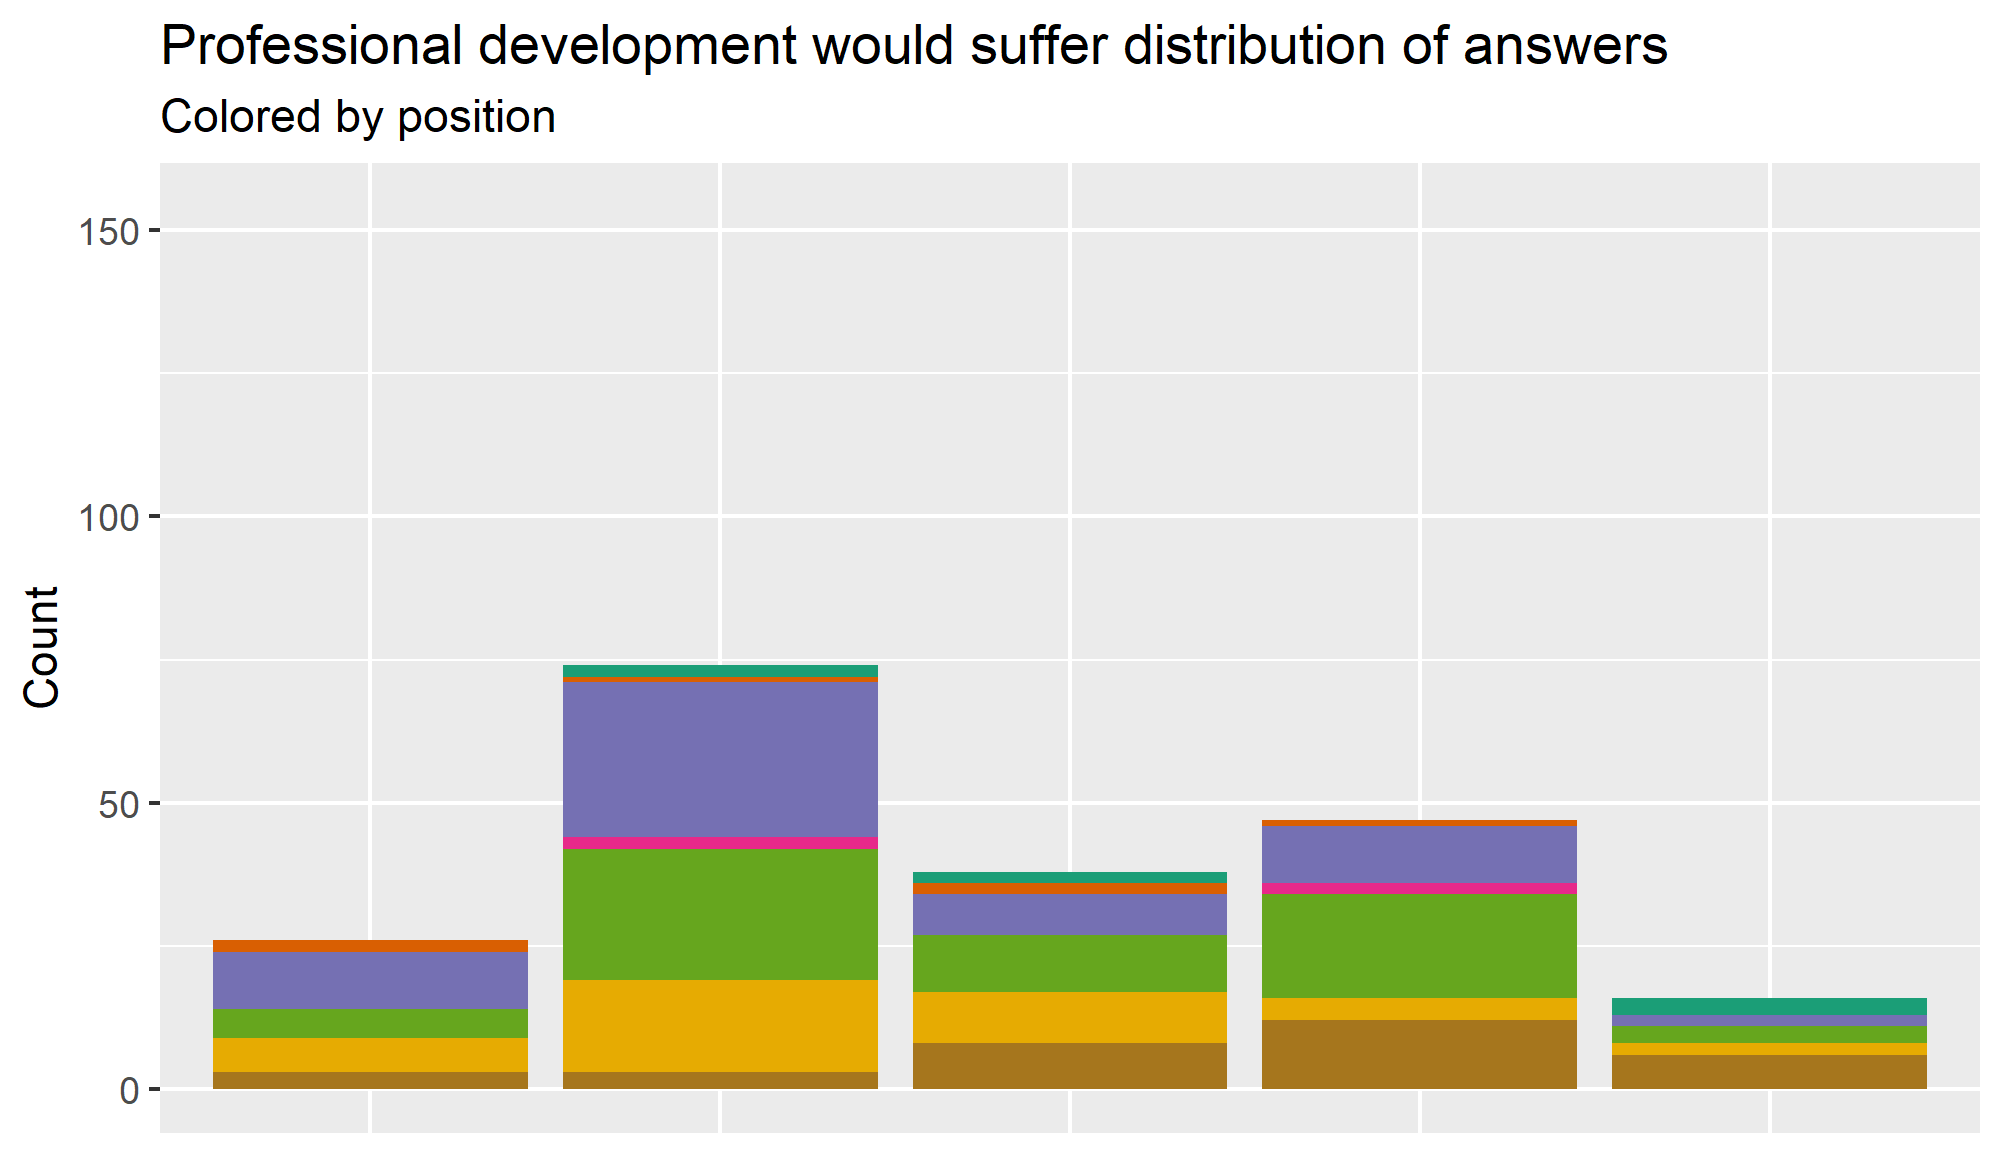 Professional development would suffer distribution of answers
Colored by position
150
100
50
0
Count